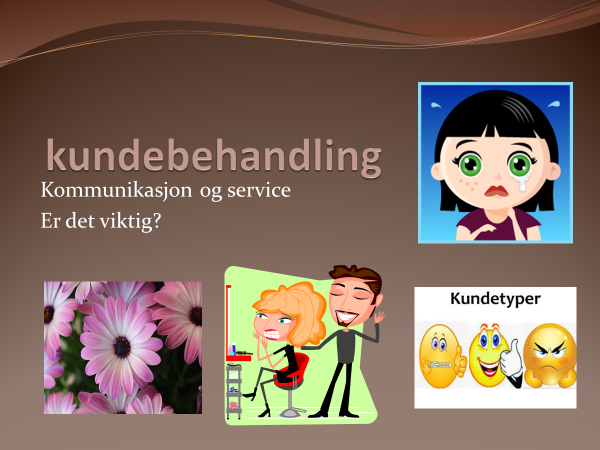 kundebehandling
Kommunikasjon og service
Er det viktig?
Kundetyper